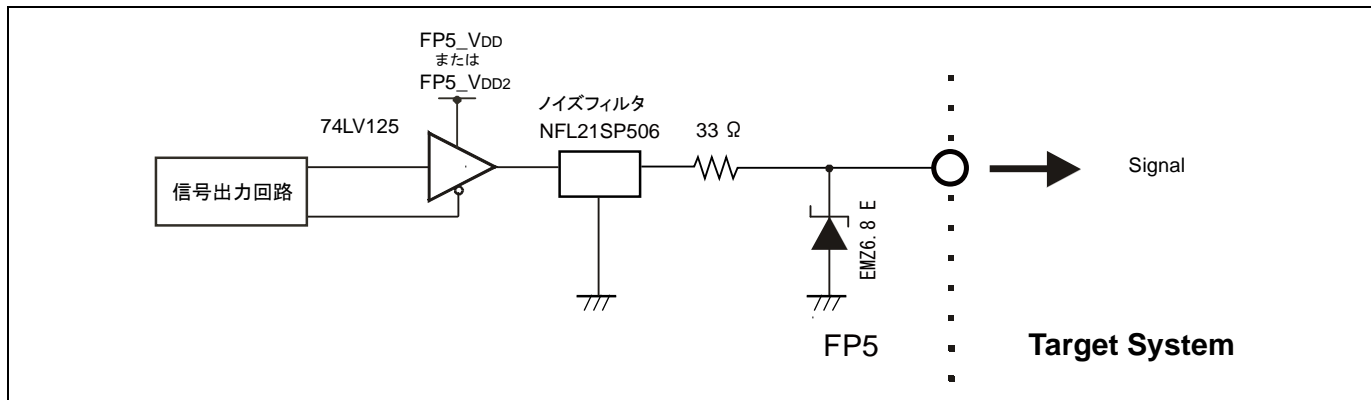 FP5_VDD
または
FP5_VDD2
ノイズフィルタ
74LV125
NFL21SP506
33 Ω
信号出力回路
Signal
EMZ6.8 E
FP5
Target System